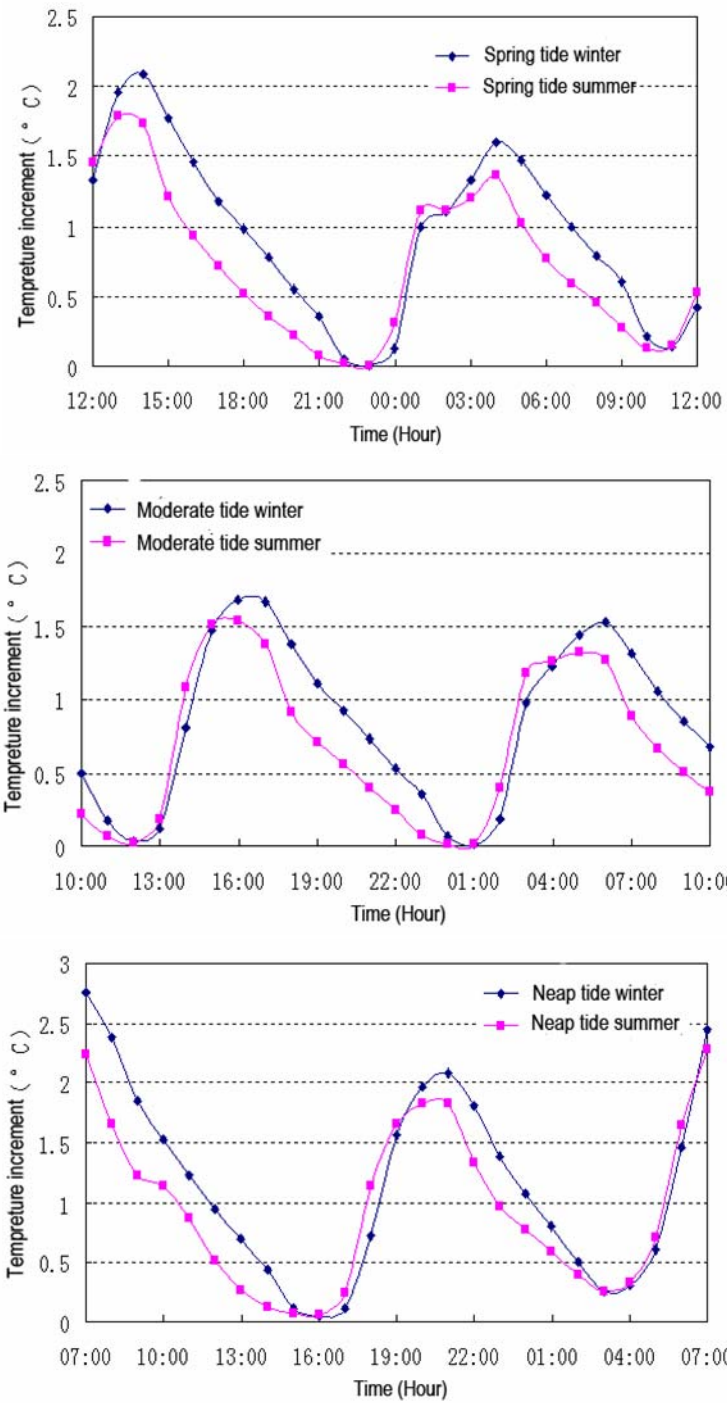 2.5
2
1.5
1
0.5
0
Tempreture increment ( ° C)
Spring tide winter
Spring tide summer
12:00 15:00 18:00 21:00 00:00 03:00 06:00 09:00 12:00
Time (Hour)
2.5
2
1.5
1
0.5
0
Tempreture increment ( ° C)
Moderate tide winter
Moderate tide summer
10:00 13:00 16:00 19:00 22:00 01:00 04:00 07:00 10:00
Time (Hour)
3
2.5
2
1.5
1
0.5
0
Tempreture increment ( ° C)
Neap tide winter
Neap tide summer
07:00 10:00 13:00 16:00 19:00 22:00 01:00 04:00 07:00
Time (Hour)